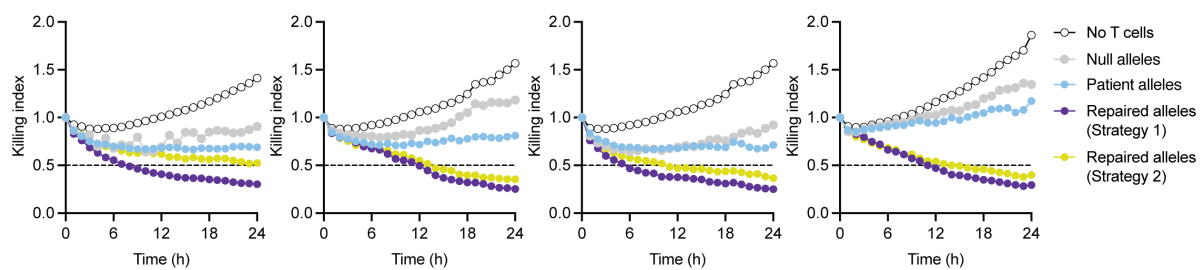 2.0
1.5
1.0
0.5
0.0
Killing index
0
6
12
18
24
Time (h)
2.0
1.5
1.0
0.5
0.0
Killing index
0
6
12
18
24
Time (h)
2.0
1.5
1.0
0.5
0.0
Killing index
0
6
12
18
24
Time (h)
2.0
1.5
1.0
0.5
0.0
Killing index
0
6
12
18
24
Time (h)
No T cells
Null alleles
Patient alleles
Repaired alleles
(Strategy 1)
Repaired alleles
(Strategy 2)